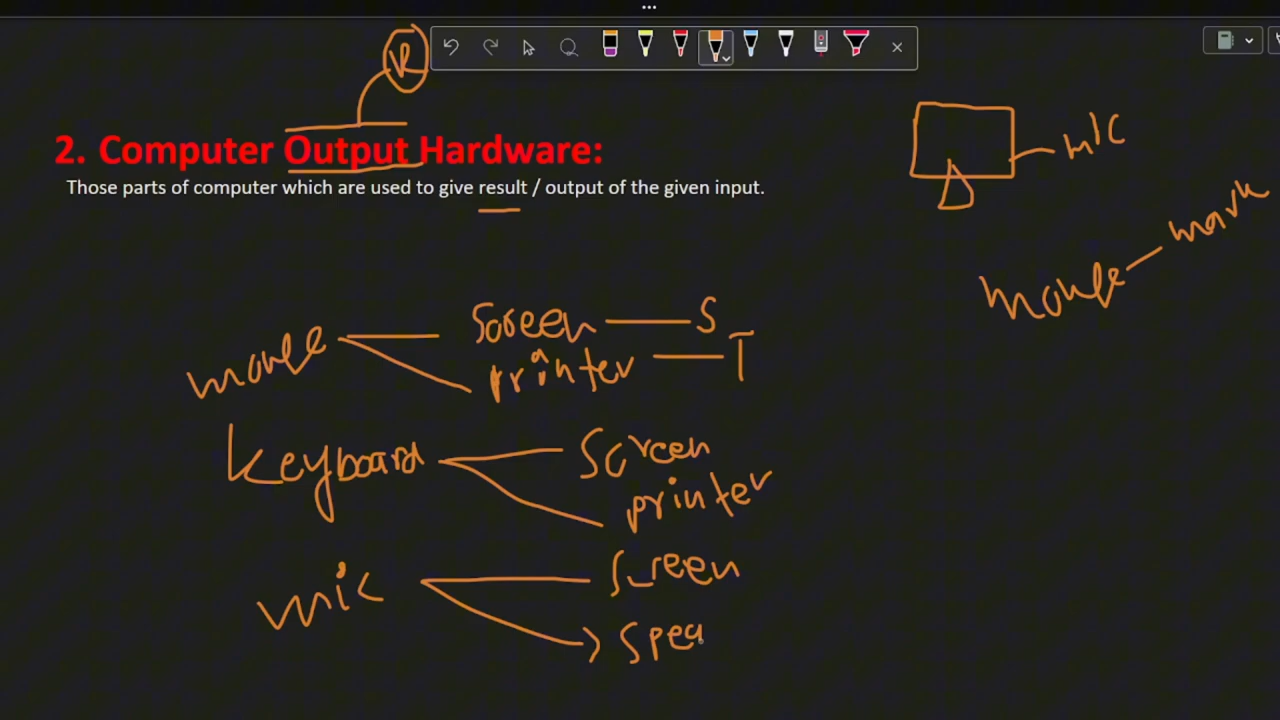 R
2. Computer Output Hardware:
Those parts of computer which are used to give result / output of the given input.
M/C
mouse — mark
mouse — Screen — S
printer — T
Keyboard — Screen
printer
mic — Screen
Spea